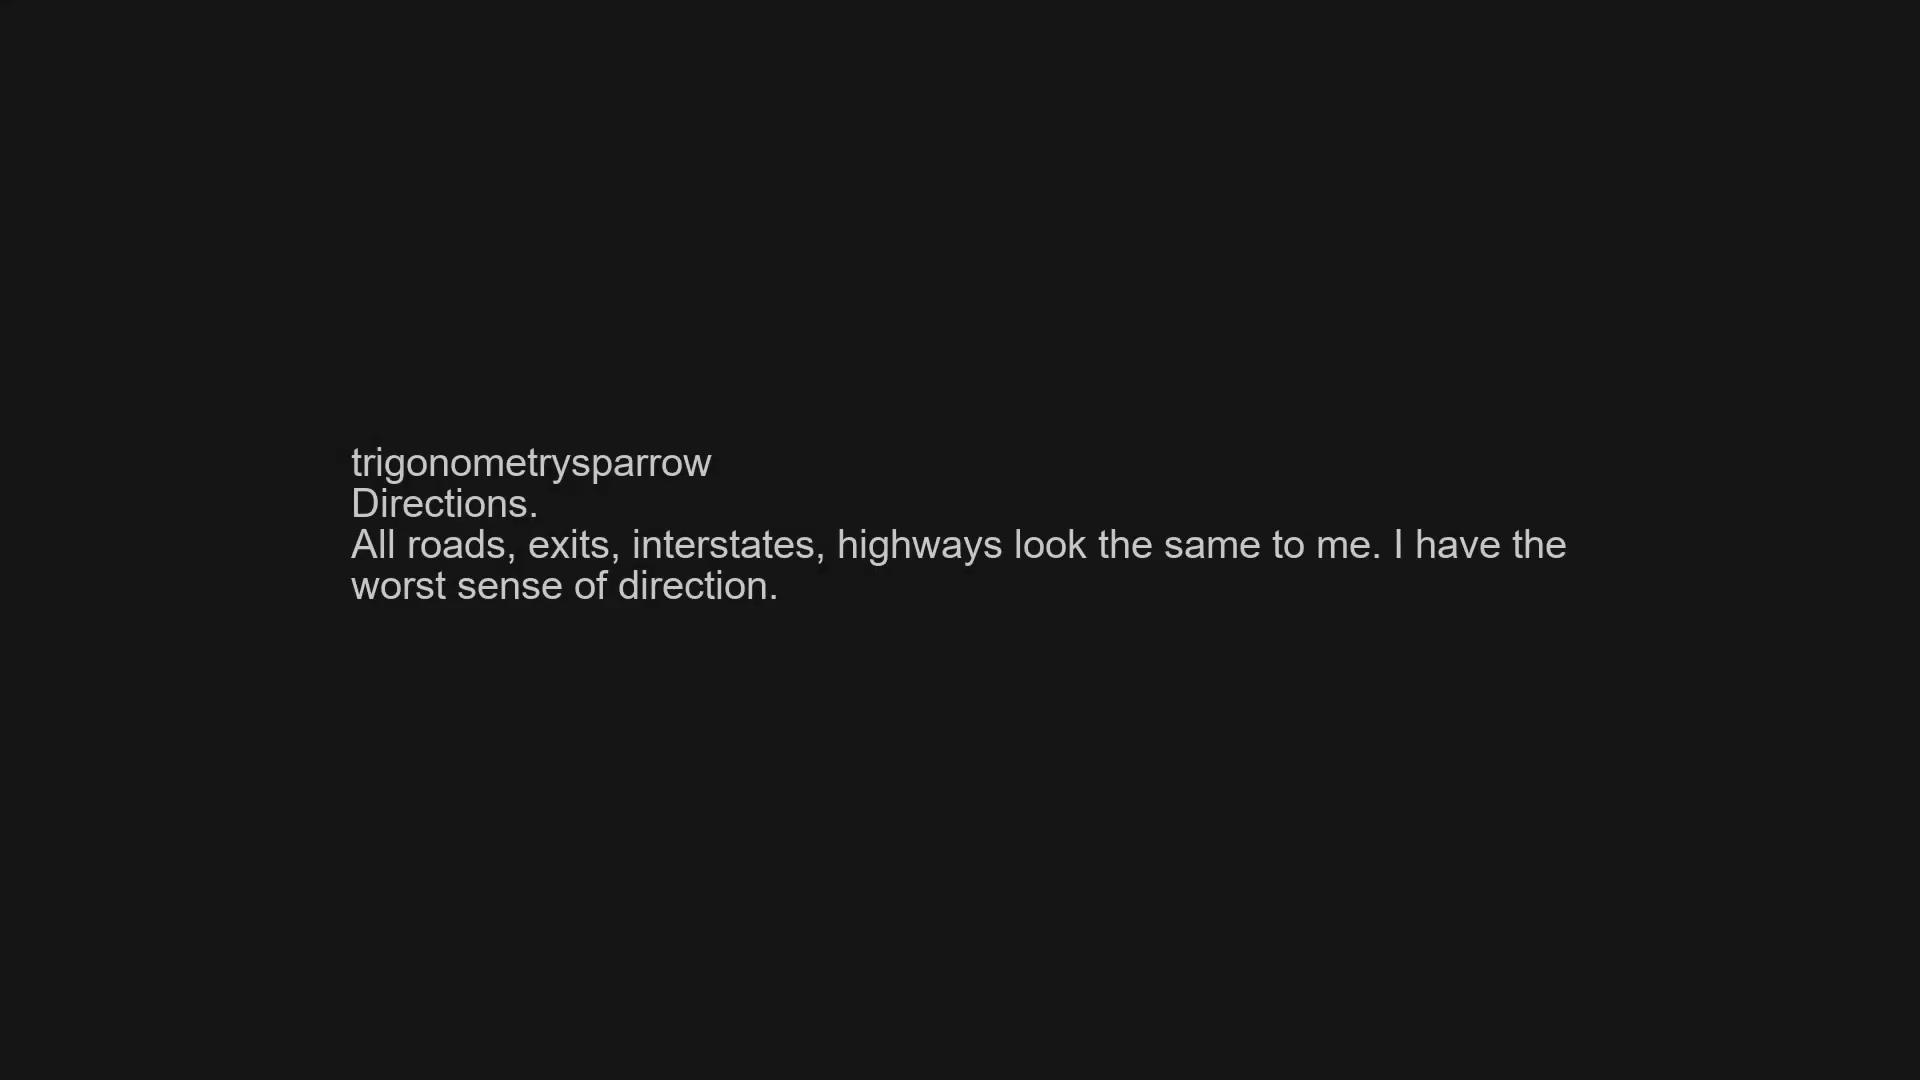 trigonometrysparrow
Directions.
All roads, exits, interstates, highways look the same to me. I have the
worst sense of direction.